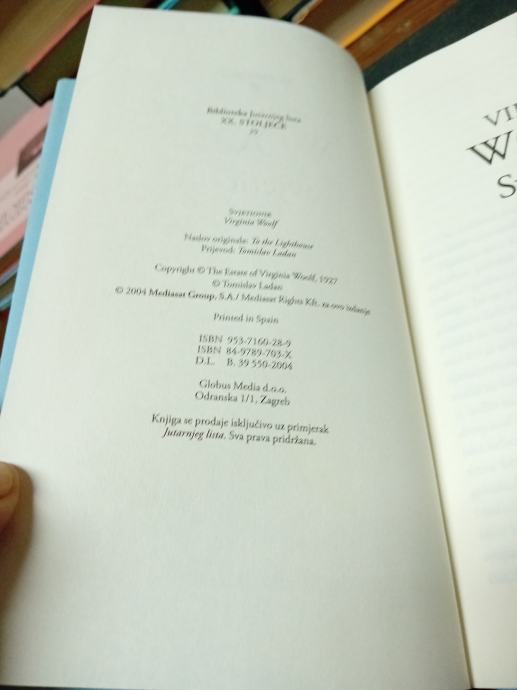 Biblioteka Jutarnjeg lista
XX. STOLJEĆE
Svjetionik
Virginia Woolf
Naslov originala: To the Lighthouse
Prijevod: Tomislav Ladan
Copyright © The Estate of Virginia Woolf, 1927
© Tomislav Ladan
© 2004 Mediasat Group, S.A./ Mediasat Rights Kft. za ovo izdanje
Printed in Spain
ISBN 953-7160-28-9
ISBN 84-9789-703-X
D.L. B. 39 550-2004
Globus Media d.o.o.
Odranska 1/1, Zagreb
Knjiga se prodaje isključivo uz primjerak
Jutarnjeg lista. Sva prava pridržana.